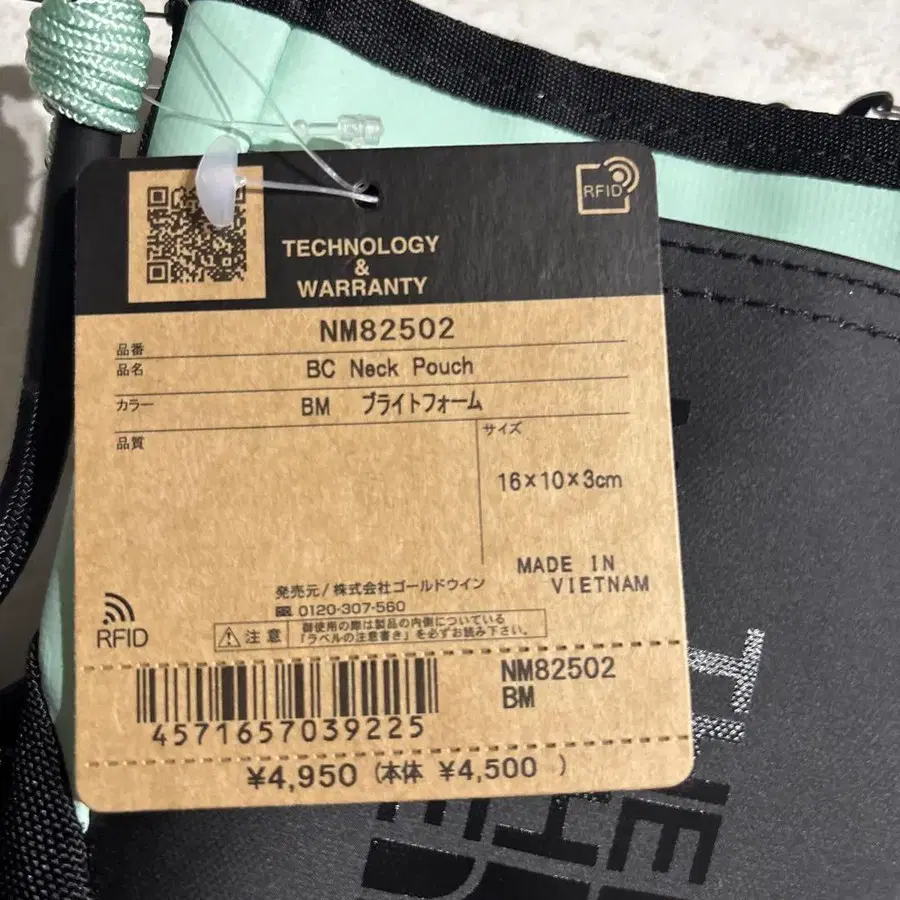 RFID
TECHNOLOGY
&
WARRANTY
品番 NM82502
品名 BC Neck Pouch
カラー BM ブライトフォーム
品質
サイズ
16×10×3cm
MADE IN
VIETNAM
発売元/株式会社ゴールドウイン
0120-307-560
RFID
注意
御使用の際は製品の内側についている
「ラベルの注意書き」を必ずお読み下さい。
NM82502
BM
4571657039225
¥4,950 (本体 ¥4,500 )